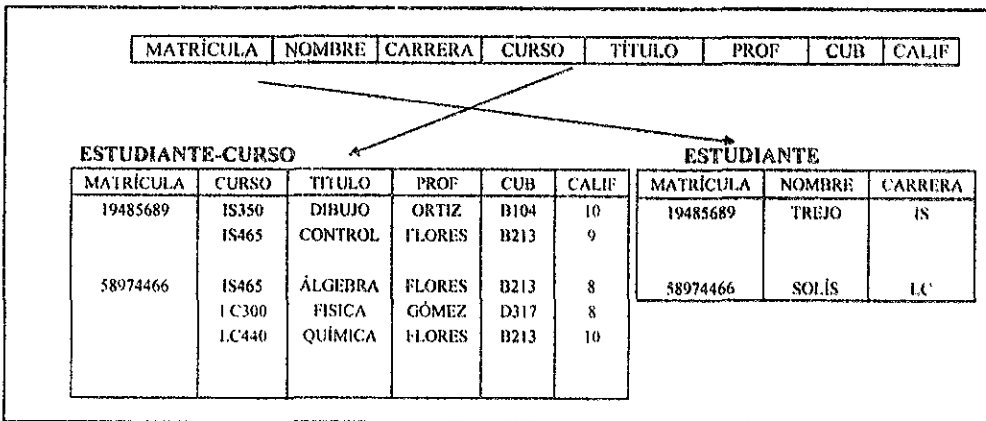 MATRÍCULA NOMBRE CARRERA CURSO TÍTULO PROF CUB CALIF
ESTUDIANTE-CURSO
MATRÍCULA CURSO TITULO PROF CUB CALIF
19485689 IS350 DIBUJO ORTIZ B104 10
IS465 CONTROL FLORES B213 9
58974466 IS465 ÁLGEBRA FLORES B213 8
LC300 FISICA GÓMEZ D317 8
LC440 QUÍMICA FLORES B213 10
ESTUDIANTE
MATRÍCULA NOMBRE CARRERA
19485689 TREJO IS
58974466 SOLÍS LC